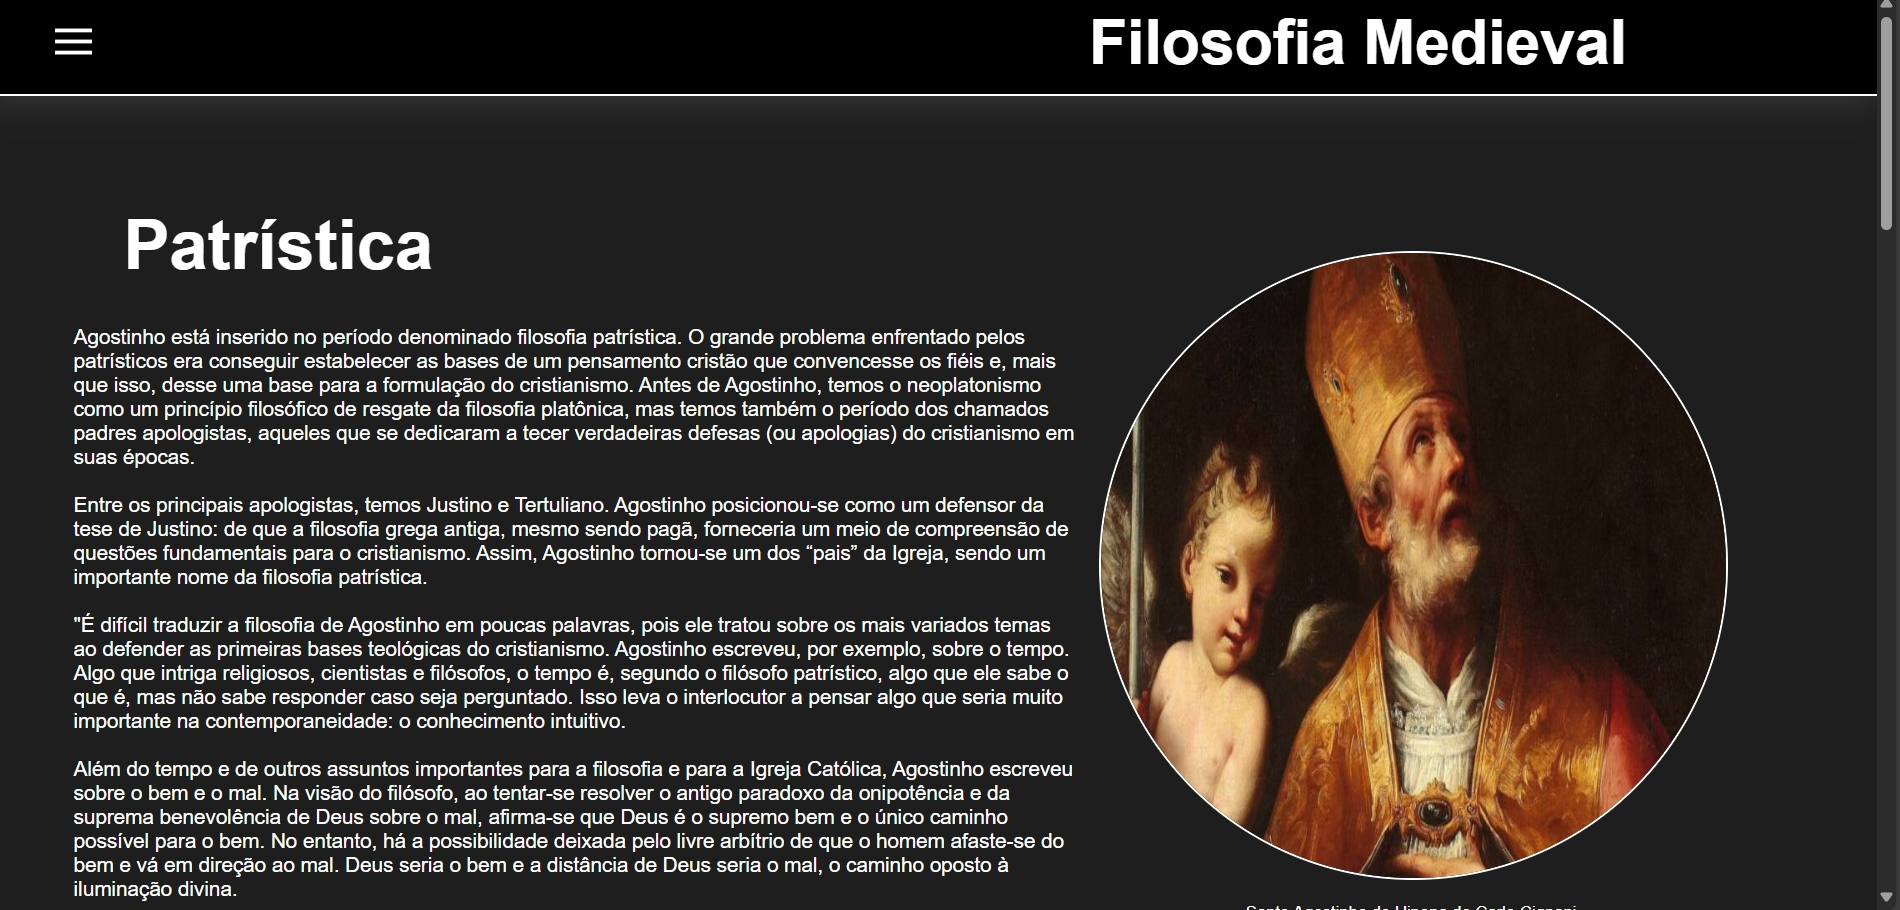 Filosofia Medieval
Patrística
Agostinho está inserido no período denominado filosofia patrística. O grande problema enfrentado pelos
patrísticos era conseguir estabelecer as bases de um pensamento cristão que convencesse os fiéis e, mais
que isso, desse uma base para a formulação do cristianismo. Antes de Agostinho, temos o neoplatonismo
como um princípio filosófico de resgate da filosofia platônica, mas temos também o período dos chamados
padres apologistas, aqueles que se dedicaram a tecer verdadeiras defesas (ou apologias) do cristianismo em
suas épocas.
Entre os principais apologistas, temos Justino e Tertuliano. Agostinho posicionou-se como um defensor da
tese de Justino: de que a filosofia grega antiga, mesmo sendo pagã, forneceria um meio de compreensão de
questões fundamentais para o cristianismo. Assim, Agostinho tornou-se um dos “pais” da Igreja, sendo um
importante nome da filosofia patrística.
"É difícil traduzir a filosofia de Agostinho em poucas palavras, pois ele tratou sobre os mais variados temas
ao defender as primeiras bases teológicas do cristianismo. Agostinho escreveu, por exemplo, sobre o tempo.
Algo que intriga religiosos, cientistas e filósofos, o tempo é, segundo o filósofo patrístico, algo que ele sabe o
que é, mas não sabe responder caso seja perguntado. Isso leva o interlocutor a pensar algo que seria muito
importante na contemporaneidade: o conhecimento intuitivo.
Além do tempo e de outros assuntos importantes para a filosofia e para a Igreja Católica, Agostinho escreveu
sobre o bem e o mal. Na visão do filósofo, ao tentar-se resolver o antigo paradoxo da onipotência e da
suprema benevolência de Deus sobre o mal, afirma-se que Deus é o supremo bem e o único caminho
possível para o bem. No entanto, há a possibilidade deixada pelo livre arbítrio de que o homem afaste-se do
bem e vá em direção ao mal. Deus seria o bem e a distância de Deus seria o mal, o caminho oposto à
iluminação divina.